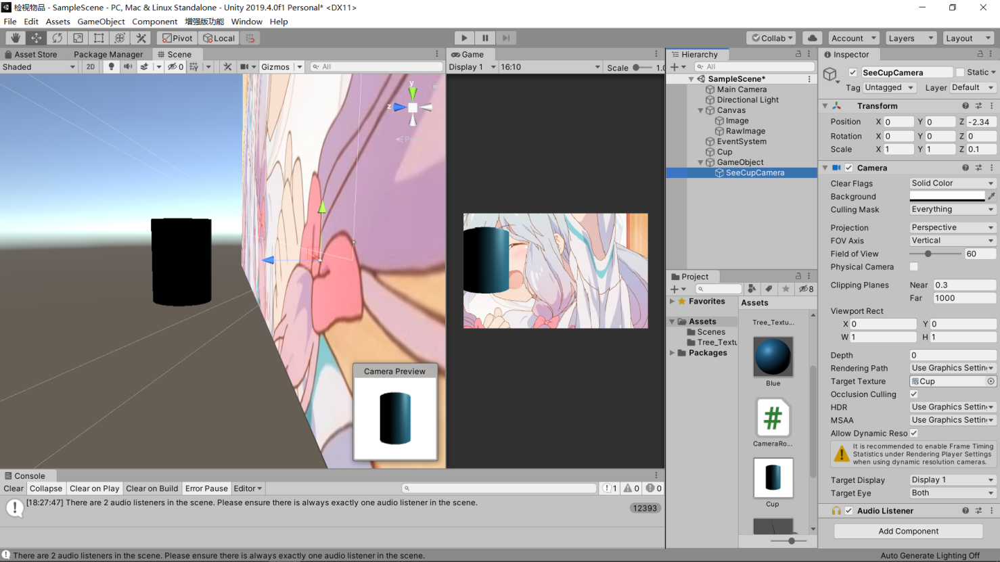 检视物品 - SampleScene - PC, Mac & Linux Standalone - Unity 2019.4.0f1 Personal* <DX11>
File Edit Assets GameObject Component 增强版功能 Window Help
Pivot Local Collab Account Layers Layout
Asset Store Package Manager Scene
Shaded 2D 0 Gizmos All
y
z
Persp
Camera Preview
Game
Display 1 16:10 Scale 1.0
Hierarchy
All
SampleScene*
Main Camera
Directional Light
Canvas
Image
RawImage
EventSystem
Cup
GameObject
SeeCupCamera
Project
8
Favorites
Assets
Scenes
Tree_Textu
Packages
Assets
Tree_Textu...
Blue
CameraRo...
Cup
Inspector
SeeCupCamera Static
Tag Untagged Layer Default
Transform
Position X 0 Y 0 Z -2.34
Rotation X 0 Y 0 Z 0
Scale X 1 Y 1 Z 0.1
Camera
Clear Flags Solid Color
Background
Culling Mask Everything
Projection Perspective
FOV Axis Vertical
Field of View 60
Physical Camera
Clipping Planes Near 0.3
Far 1000
Viewport Rect
X 0 Y 0
W 1 H 1
Depth 0
Rendering Path Use Graphics Settin
Target Texture Cup
Occlusion Culling
HDR Use Graphics Settin
MSAA Use Graphics Settin
Allow Dynamic Reso
It is recommended to enable Frame Timing
Statistics under Rendering Player Settings
when using dynamic resolution cameras.
Target Display Display 1
Target Eye Both
Audio Listener
Add Component
Console
Clear Collapse Clear on Play Clear on Build Error Pause Editor 1 0 0
[18:27:47] There are 2 audio listeners in the scene. Please ensure there is always exactly one audio listener in the scene.
12393
There are 2 audio listeners in the scene. Please ensure there is always exactly one audio listener in the scene.
Auto Generate Lighting Off